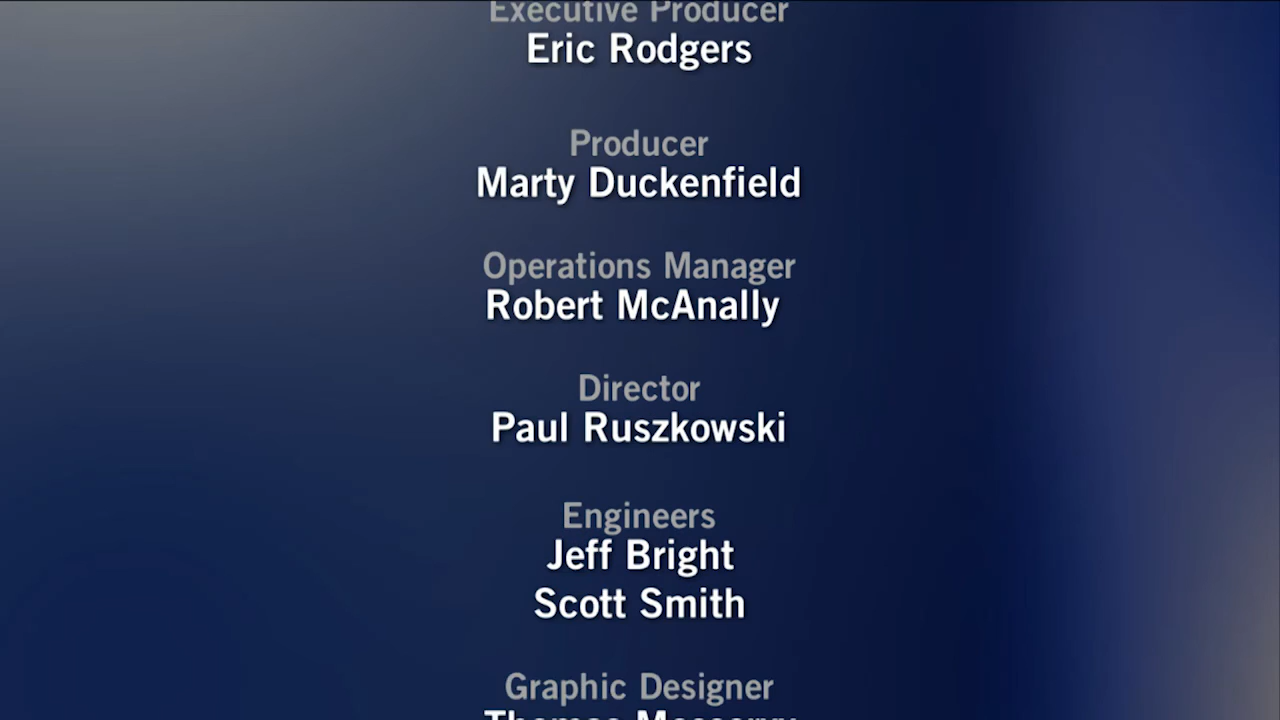 Executive Producer
Eric Rodgers
Producer
Marty Duckenfield
Operations Manager
Robert McAnally
Director
Paul Ruszkowski
Engineers
Jeff Bright
Scott Smith
Graphic Designer
Thomas